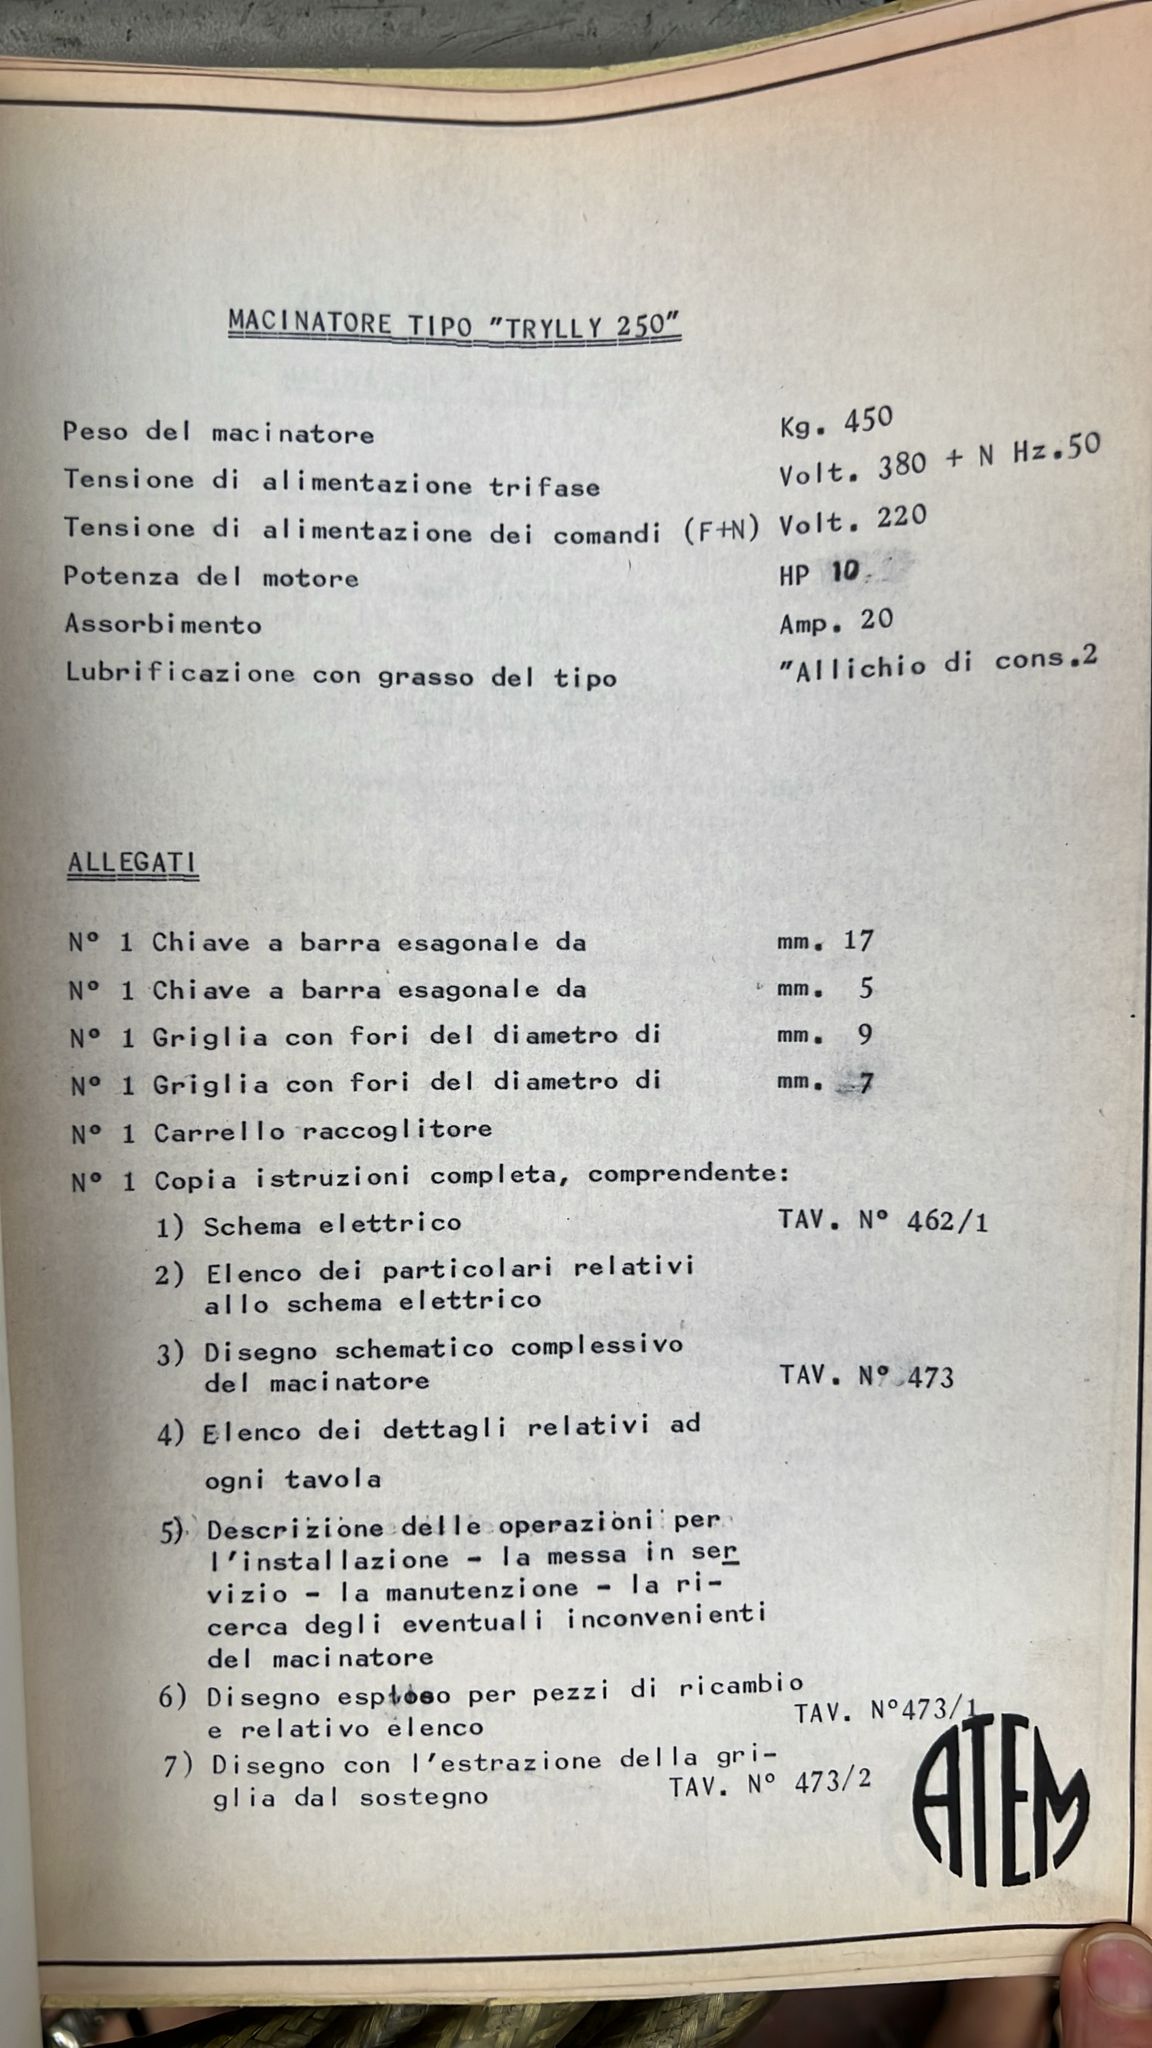 MACINATORE TIPO "TRYLLY 250"
Peso del macinatore Kg. 450
Tensione di alimentazione trifase Volt. 380 + N Hz.50
Tensione di alimentazione dei comandi (F+N) Volt. 220
Potenza del motore HP 10
Assorbimento Amp. 20
Lubrificazione con grasso del tipo "Allichio di cons.2
ALLEGATI
N° 1 Chiave a barra esagonale da mm. 17
N° 1 Chiave a barra esagonale da mm. 5
N° 1 Griglia con fori del diametro di mm. 9
N° 1 Griglia con fori del diametro di mm. 7
N° 1 Carrello raccoglitore
N° 1 Copia istruzioni completa, comprendente:
1) Schema elettrico TAV. N° 462/1
2) Elenco dei particolari relativi
allo schema elettrico
3) Disegno schematico complessivo
del macinatore TAV. N° 473
4) Elenco dei dettagli relativi ad
ogni tavola
5) Descrizione delle operazioni per
l'installazione - la messa in ser
vizio - la manutenzione - la ri-
cerca degli eventuali inconvenienti
del macinatore
6) Disegno esploso per pezzi di ricambio
e relativo elenco TAV. N°473/1
7) Disegno con l'estrazione della gri-
glia dal sostegno TAV. N° 473/2
ATEM